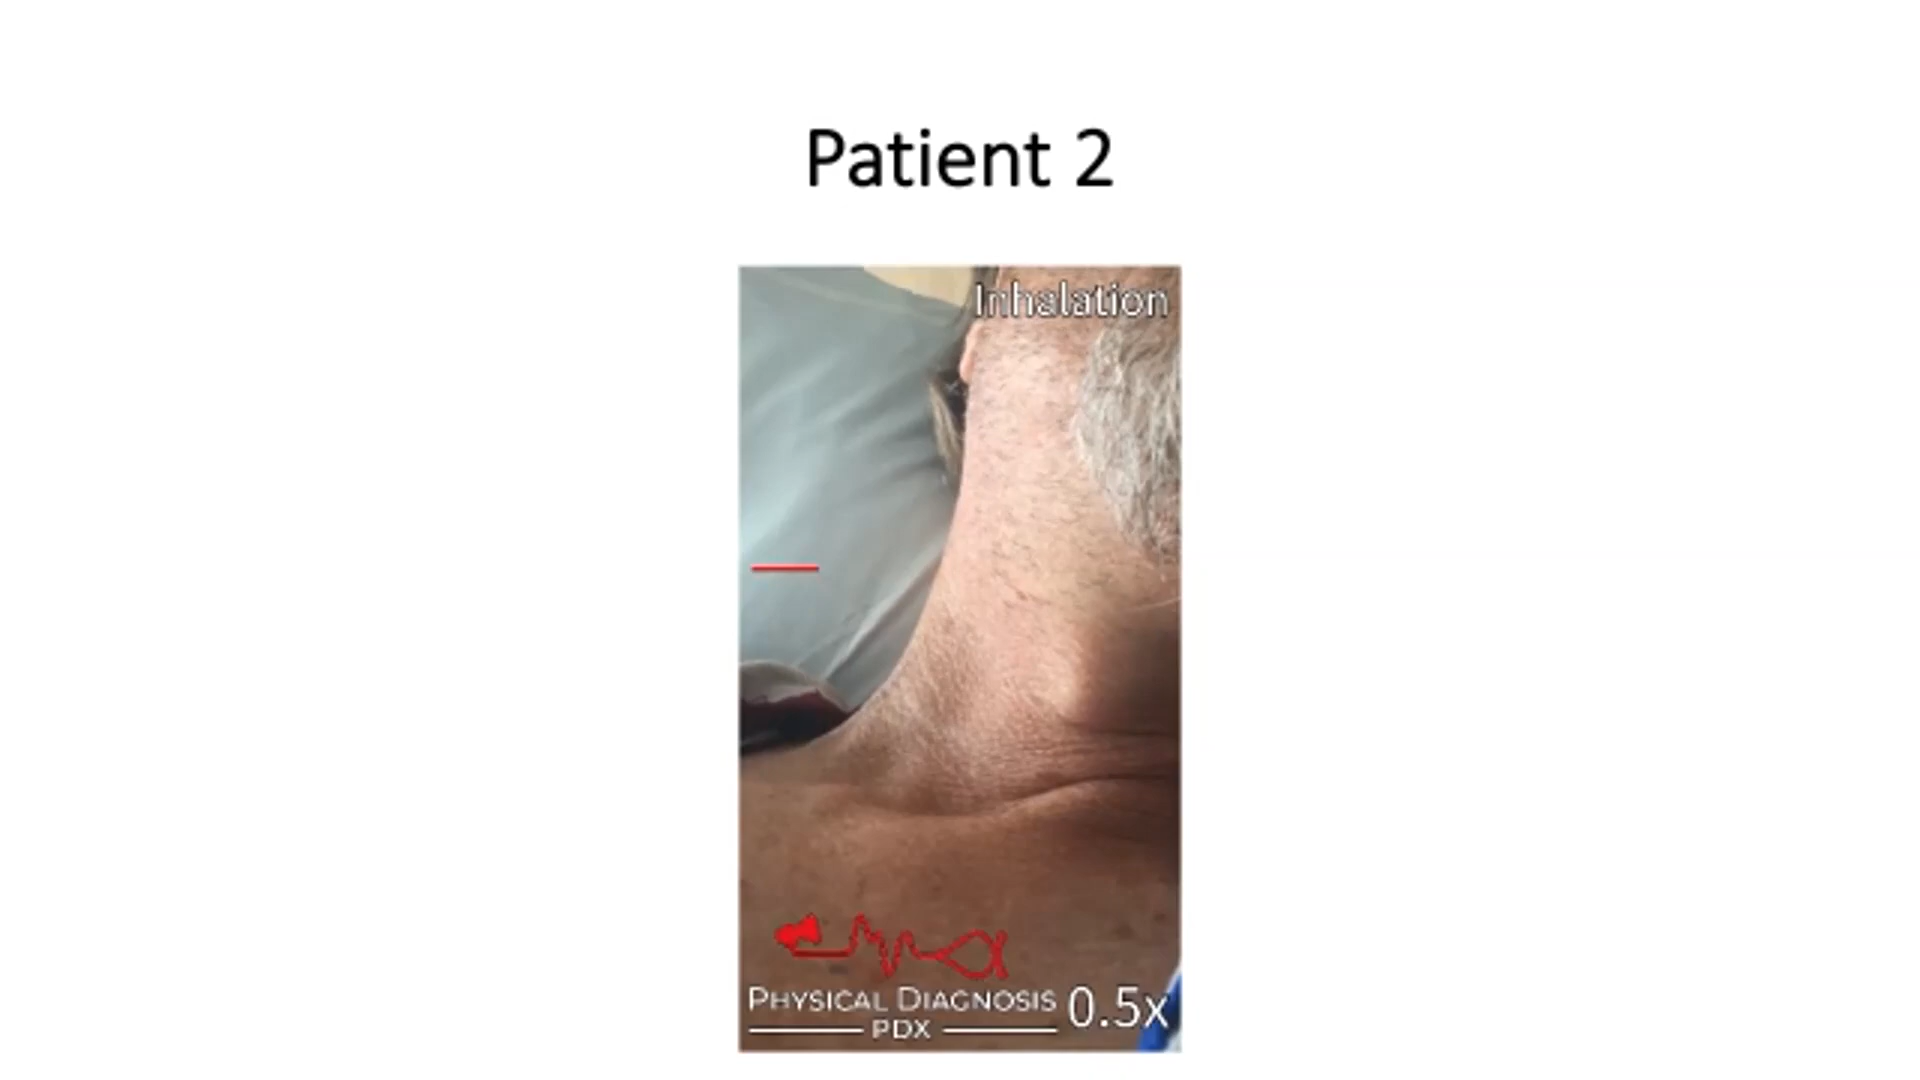 Patient 2
Inhalation
PHYSICAL DIAGNOSIS
PDX
0.5x